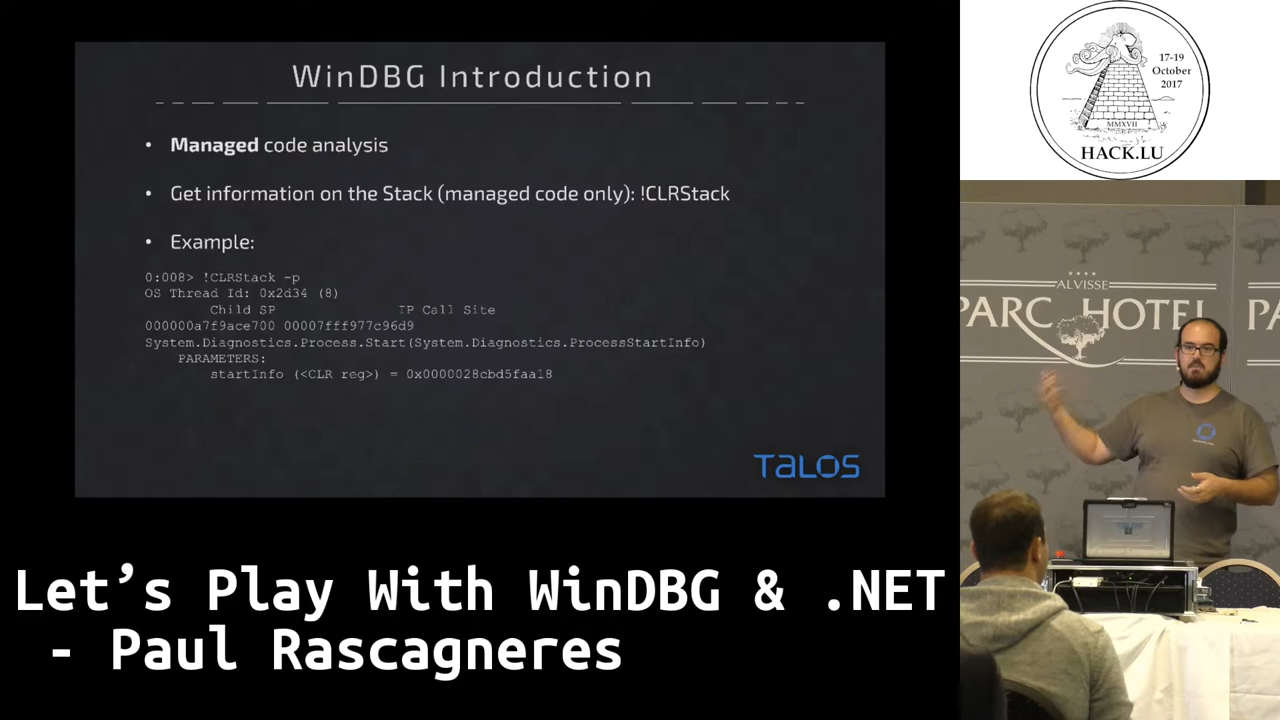 WinDBG Introduction
• Managed code analysis
• Get information on the Stack (managed code only): !CLRStack
• Example:
0:008> !CLRStack -p
OS Thread Id: 0x2d34 (8)
Child SP IP Call Site
000000a7f9ace700 00007fff977c96d9
System.Diagnostics.Process.Start(System.Diagnostics.ProcessStartInfo)
PARAMETERS:
startInfo (<CLR reg>) = 0x0000028cbd5faa18
TALOS
Let's Play With WinDBG & .NET
- Paul Rascagneres
17-19
October
2017
MMXVII
HACK.LU
ALVISSE
PARC HOTEL
PA
TALOS